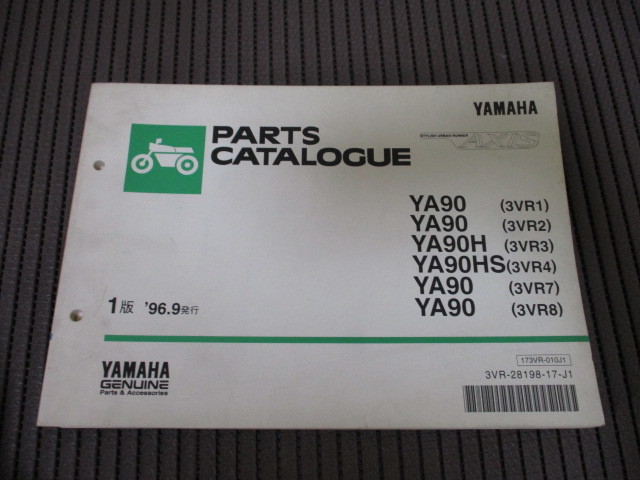 YAMAHA
PARTS
CATALOGUE
STYLISH URBAN RUNNER
AXIS
YA90 (3VR1)
YA90 (3VR2)
YA90H (3VR3)
YA90HS (3VR4)
YA90 (3VR7)
YA90 (3VR8)
1版 '96.9発行
YAMAHA
GENUINE
Parts & Accessories
173VR-010J1
3VR-28198-17-J1